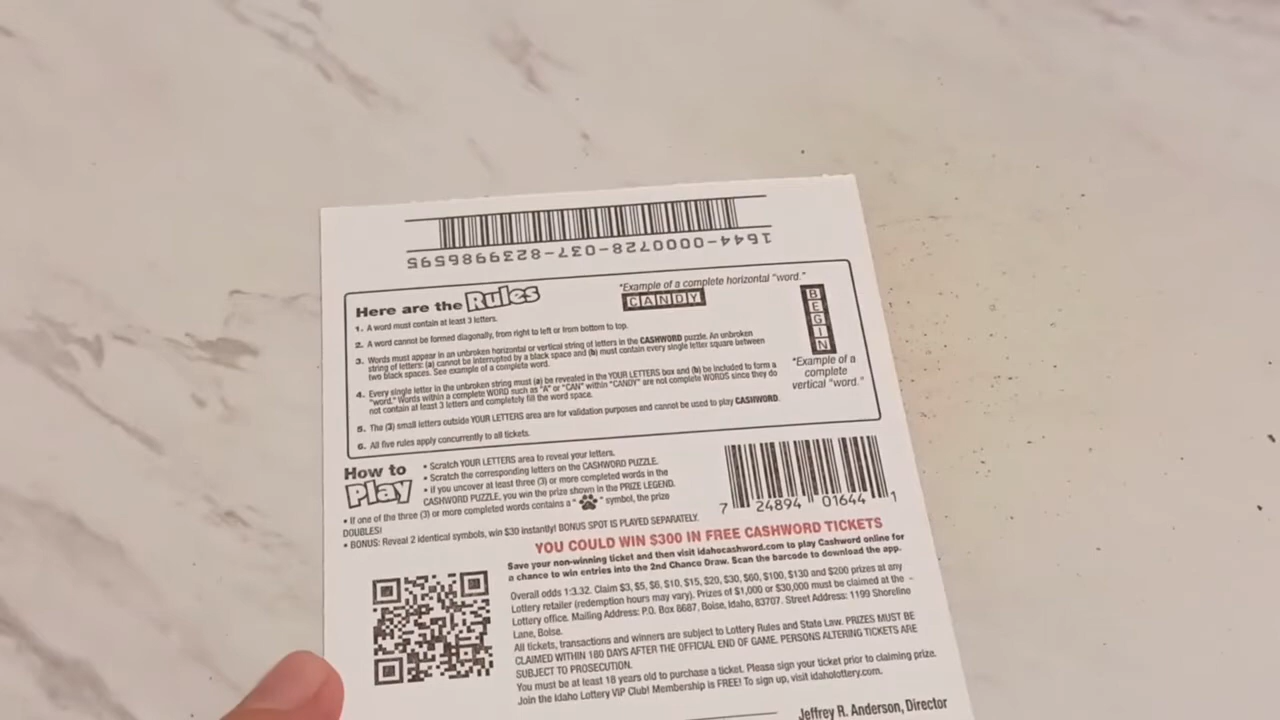 1644-0000728-037-8239986595
Here are the Rules
*Example of a complete horizontal "word."
CANDY
BEGIN
*Example of a
complete
vertical "word."
1. A word must contain at least 3 letters.
2. A word cannot be formed diagonally, from right to left or from bottom to top.
3. Words must appear in an unbroken horizontal or vertical string of letters in the CASHWORD puzzle. An unbroken
string of letters: (a) cannot be interrupted by a black space and (b) must contain every single letter square between
two black spaces. See example of a complete word.
4. Every single letter in the unbroken string must (a) be revealed in the YOUR LETTERS box and (b) be included to form a
"word." Words within a complete WORD such as "A" or "CAN" within "CANDY" are not complete WORDS since they do
not contain at least 3 letters and completely fill the word space.
5. The (3) small letters outside YOUR LETTERS area are for validation purposes and cannot be used to play CASHWORD.
6. All five rules apply concurrently to all tickets.
How to
Play
• Scratch YOUR LETTERS area to reveal your letters.
• Scratch the corresponding letters on the CASHWORD PUZZLE.
• If you uncover at least three (3) or more completed words in the
CASHWORD PUZZLE, you win the prize shown in the PRIZE LEGEND.
• If one of the three (3) or more completed words contains a " " symbol, the prize
DOUBLES!
• BONUS: Reveal 2 identical symbols, win $30 instantly! BONUS SPOT IS PLAYED SEPARATELY.
7 24894 01644 1
YOU COULD WIN $300 IN FREE CASHWORD TICKETS
Save your non-winning ticket and then visit idahocashword.com to play Cashword online for
a chance to win entries into the 2nd Chance Draw. Scan the barcode to download the app.
Overall odds 1:3.32. Claim $3, $5, $6, $10, $15, $20, $30, $60, $100, $130 and $200 prizes at any
Lottery retailer (redemption hours may vary). Prizes of $1,000 or $30,000 must be claimed at the
Lottery office. Mailing Address: P.O. Box 6687, Boise, Idaho, 83707. Street Address: 1199 Shoreline
Lane, Boise.
All tickets, transactions and winners are subject to Lottery Rules and State Law. PRIZES MUST BE
CLAIMED WITHIN 180 DAYS AFTER THE OFFICIAL END OF GAME. PERSONS ALTERING TICKETS ARE
SUBJECT TO PROSECUTION.
You must be at least 18 years old to purchase a ticket. Please sign your ticket prior to claiming prize.
Join the Idaho Lottery VIP Club! Membership is FREE! To sign up, visit idaholottery.com.
Jeffrey R. Anderson, Director